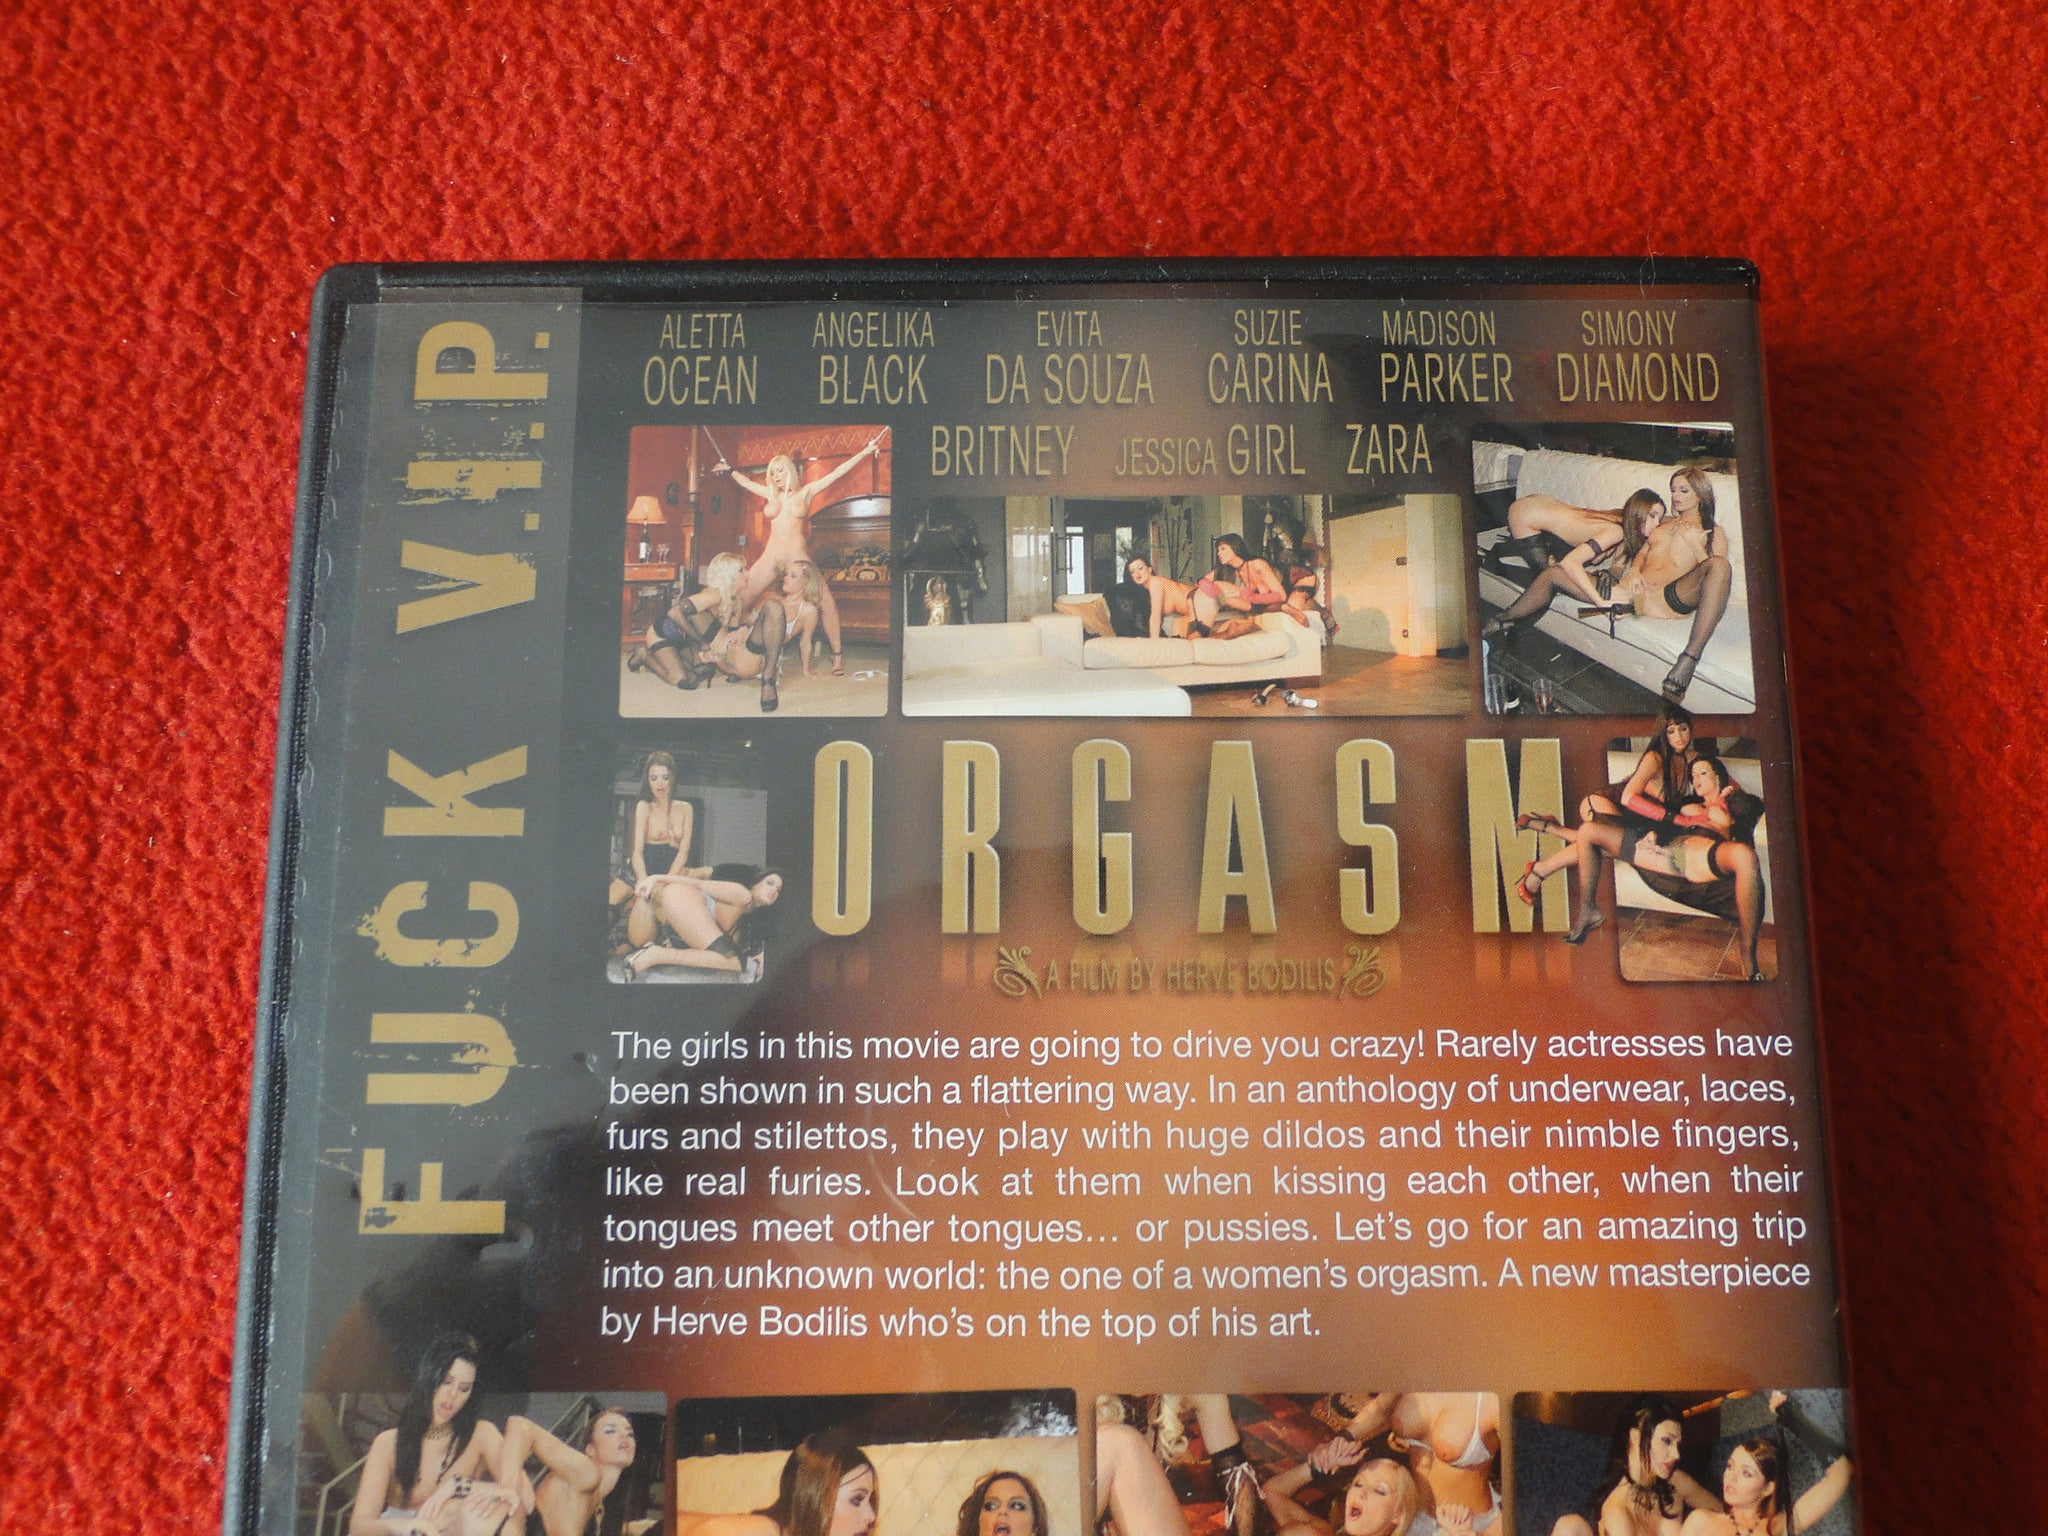 FUCK V.I.P.
ALETTA ANGELIKA EVITA SUZIE MADISON SIMONY
OCEAN BLACK DA SOUZA CARINA PARKER DIAMOND
BRITNEY JESSICA GIRL ZARA
ORGASM
A FILM BY HERVE BODILIS
The girls in this movie are going to drive you crazy! Rarely actresses have
been shown in such a flattering way. In an anthology of underwear, laces,
furs and stilettos, they play with huge dildos and their nimble fingers,
like real furies. Look at them when kissing each other, when their
tongues meet other tongues... or pussies. Let's go for an amazing trip
into an unknown world: the one of a women's orgasm. A new masterpiece
by Herve Bodilis who's on the top of his art.